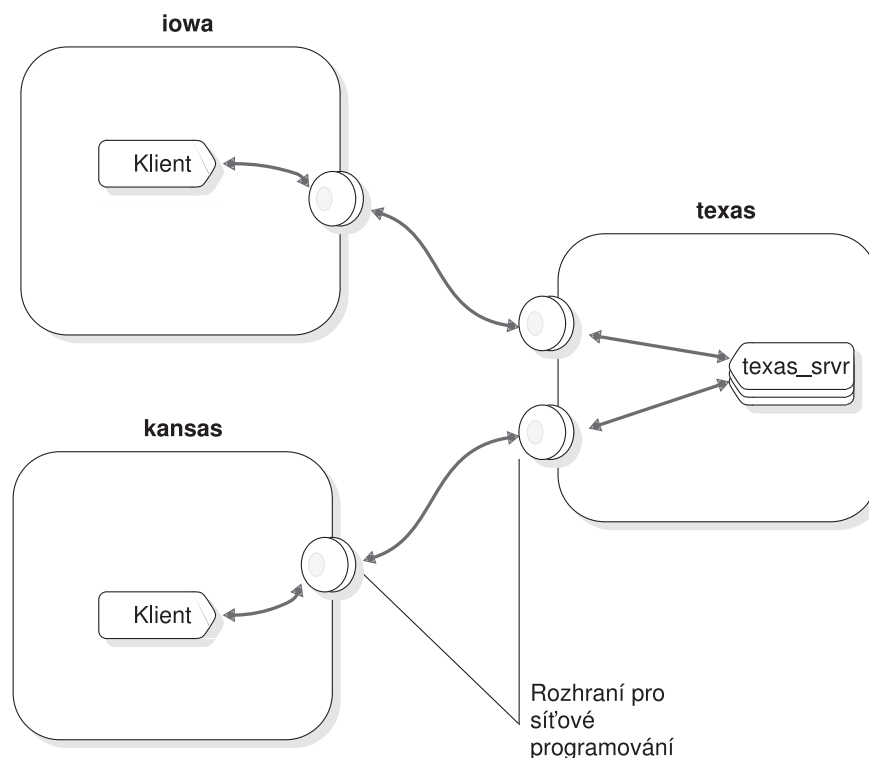 iowa
Klient
texas
texas_srvr
kansas
Klient
Rozhraní pro
síťové
programování